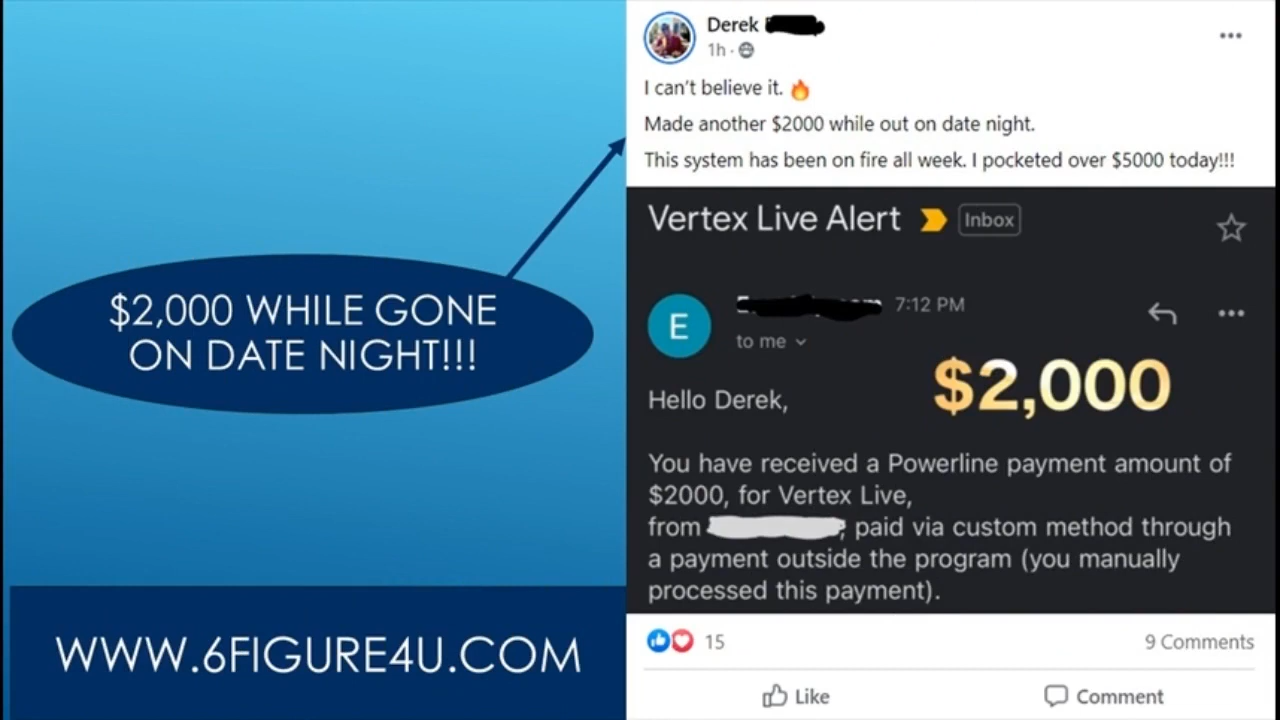 $2,000 WHILE GONE
ON DATE NIGHT!!!
WWW.6FIGURE4U.COM
Derek
1h
I can't believe it. 🔥
Made another $2000 while out on date night.
This system has been on fire all week. I pocketed over $5000 today!!!
Vertex Live Alert Inbox
E
7:12 PM
to me
$2,000
Hello Derek,
You have received a Powerline payment amount of
$2000, for Vertex Live,
from ; paid via custom method through
a payment outside the program (you manually
processed this payment).
15 9 Comments
Like Comment